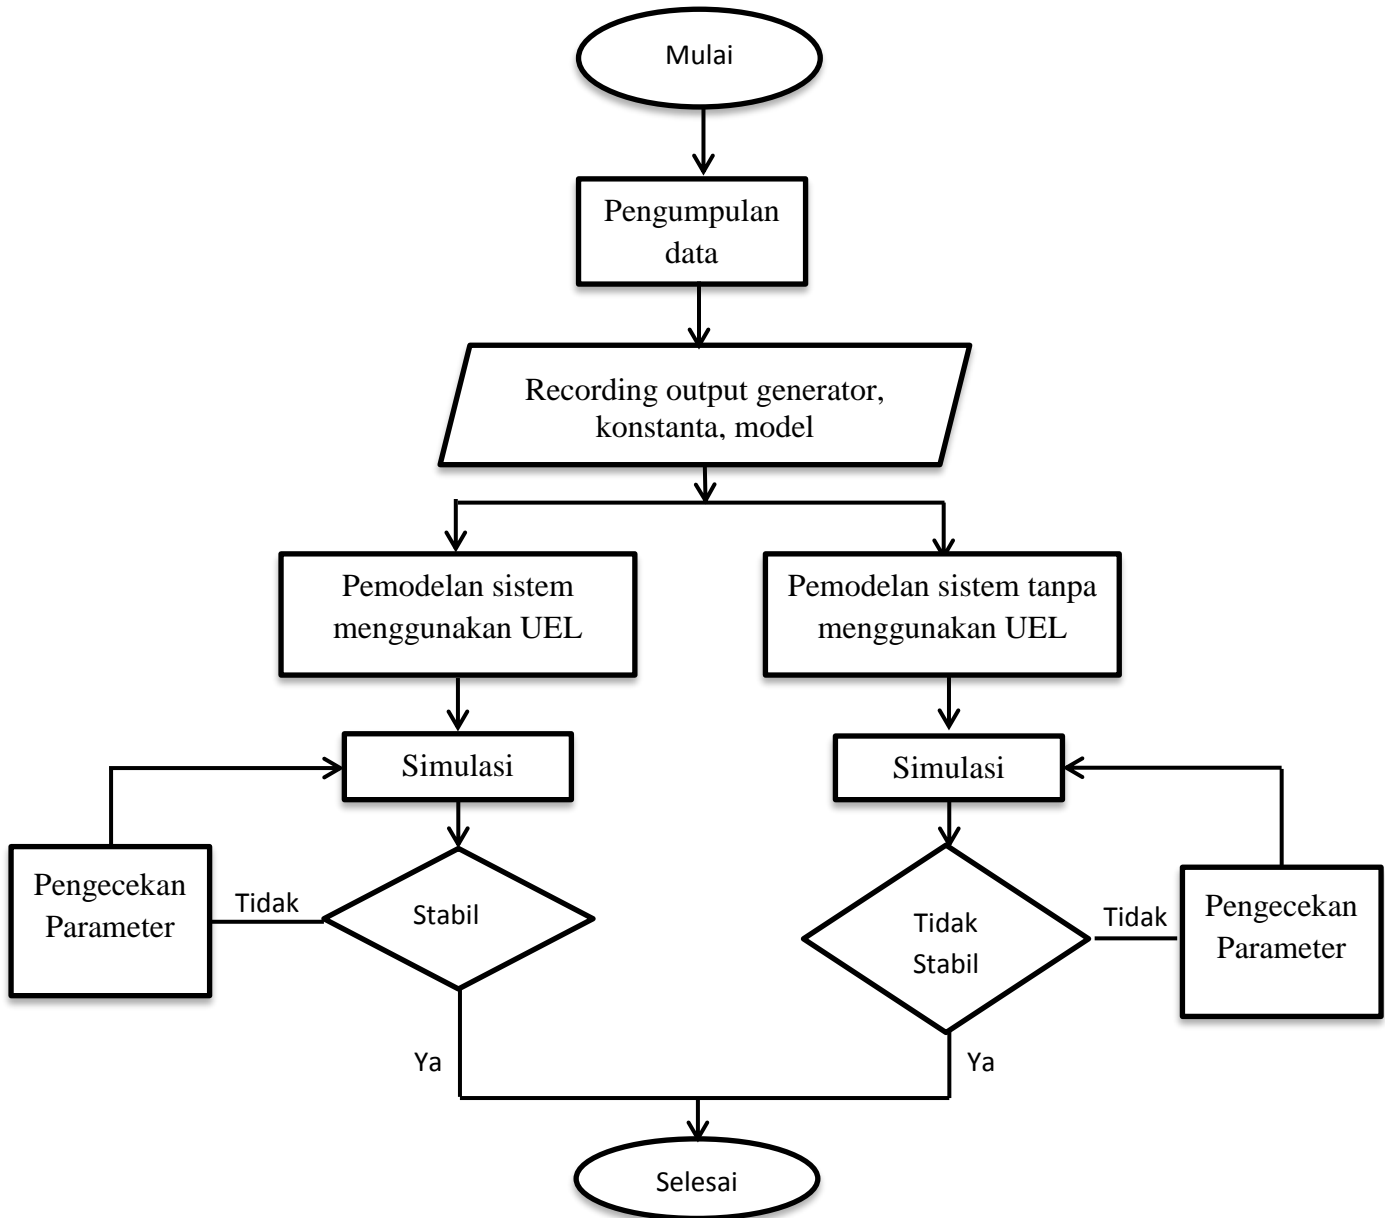 Mulai
Pengumpulan
data
Recording output generator,
konstanta, model
Pemodelan sistem
menggunakan UEL
Pemodelan sistem tanpa
menggunakan UEL
Simulasi
Simulasi
Pengecekan
Parameter
Tidak
Stabil
Tidak
Stabil
Tidak
Pengecekan
Parameter
Ya
Ya
Selesai